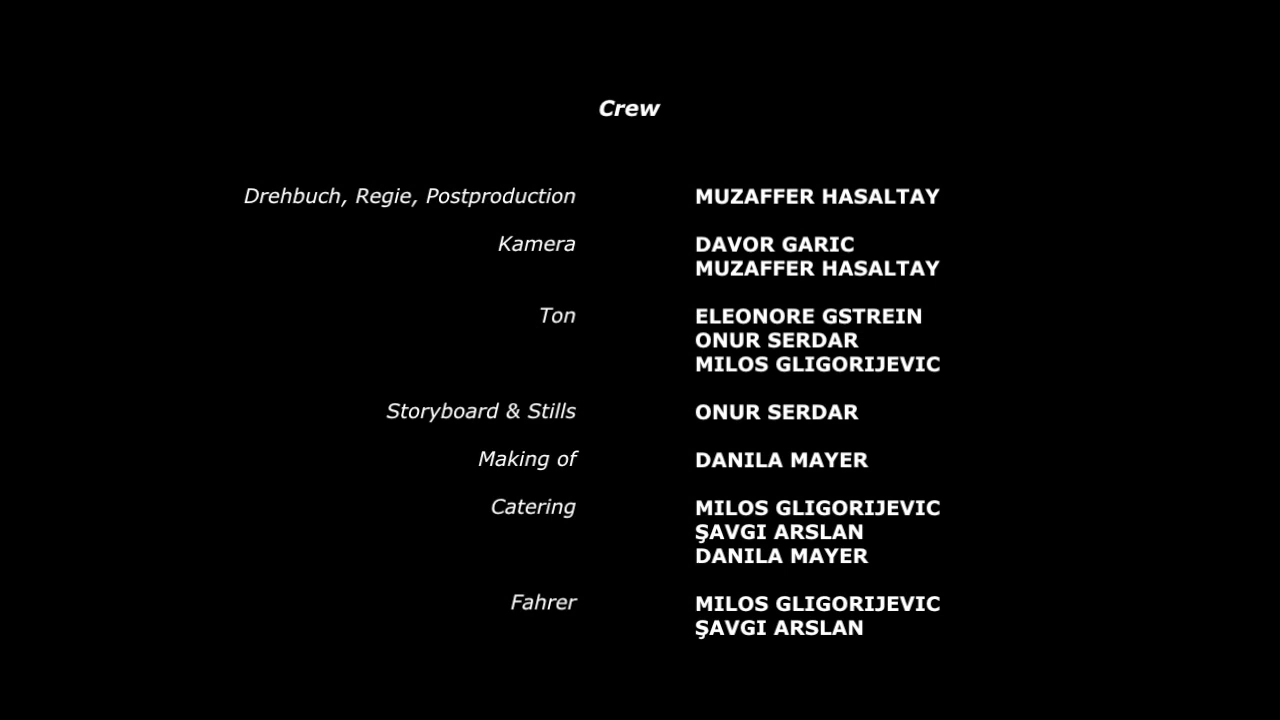 Crew
Drehbuch, Regie, Postproduction MUZAFFER HASALTAY
Kamera DAVOR GARIC
MUZAFFER HASALTAY
Ton ELEONORE GSTREIN
ONUR SERDAR
MILOS GLIGORIJEVIC
Storyboard & Stills ONUR SERDAR
Making of DANILA MAYER
Catering MILOS GLIGORIJEVIC
ŞAVGI ARSLAN
DANILA MAYER
Fahrer MILOS GLIGORIJEVIC
ŞAVGI ARSLAN